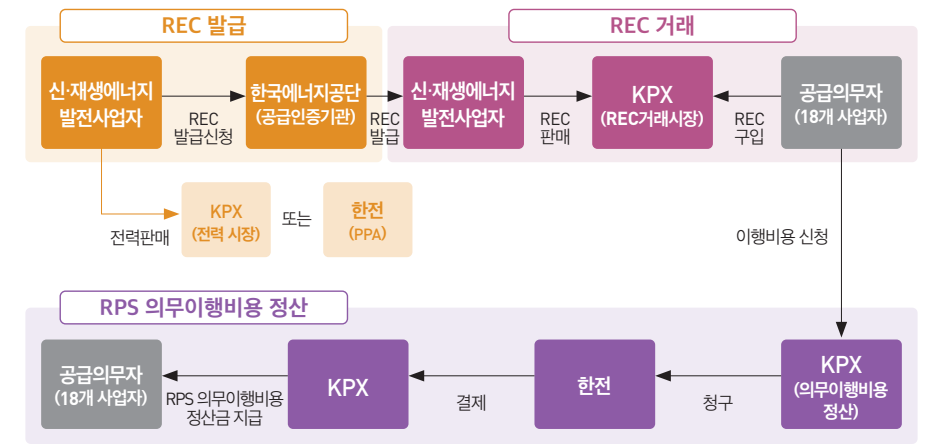 REC 발급
REC 거래
신·재생에너지
발전사업자
REC
발급신청
한국에너지공단
(공급인증기관)
REC
발급
신·재생에너지
발전사업자
REC
판매
KPX
(REC거래시장)
REC
구입
공급의무자
(18개 사업자)
전력판매
KPX
(전력 시장)
또는
한전
(PPA)
이행비용 신청
RPS 의무이행비용 정산
공급의무자
(18개 사업자)
RPS 의무이행비용
정산금 지급
KPX
결제
한전
청구
KPX
(의무이행비용
정산)